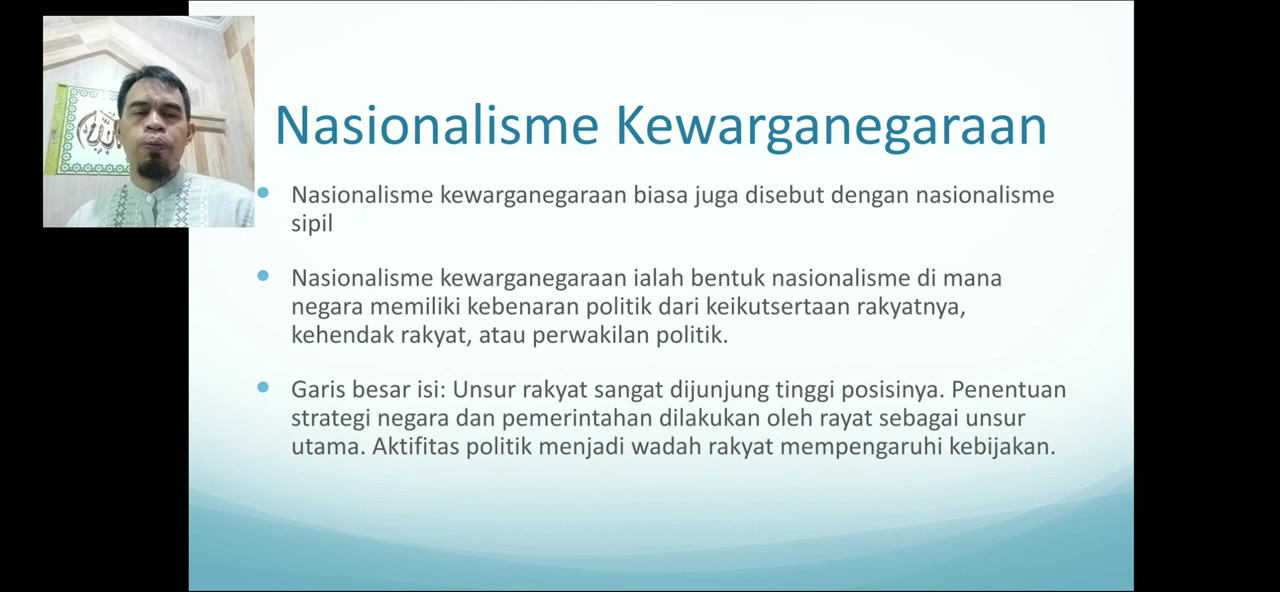 Nasionalisme Kewarganegaraan
Nasionalisme kewarganegaraan biasa juga disebut dengan nasionalisme
sipil
Nasionalisme kewarganegaraan ialah bentuk nasionalisme di mana
negara memiliki kebenaran politik dari keikutsertaan rakyatnya,
kehendak rakyat, atau perwakilan politik.
Garis besar isi: Unsur rakyat sangat dijunjung tinggi posisinya. Penentuan
strategi negara dan pemerintahan dilakukan oleh rayat sebagai unsur
utama. Aktifitas politik menjadi wadah rakyat mempengaruhi kebijakan.